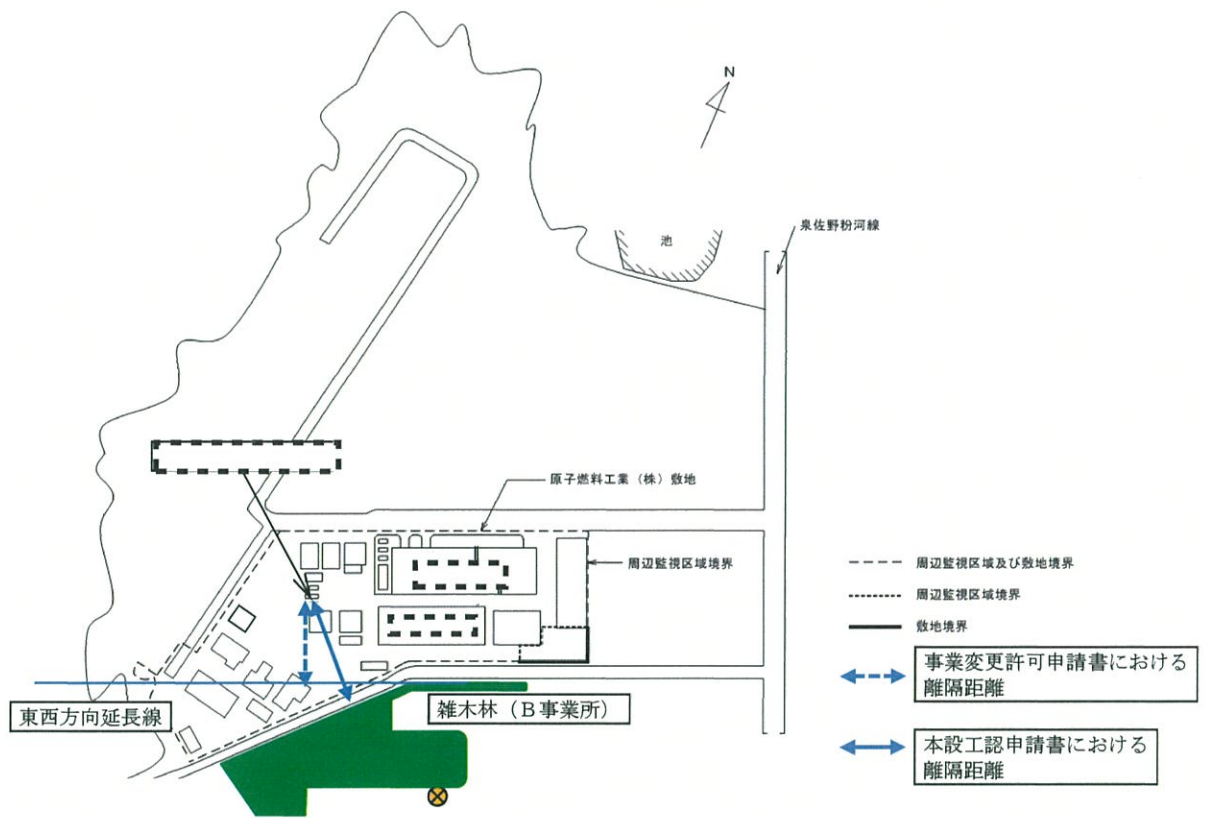 N
池
泉佐野粉河線
原子燃料工業（株）敷地
周辺監視区域境界
周辺監視区域及び敷地境界
周辺監視区域境界
敷地境界
事業変更許可申請書における
離隔距離
本設工認申請書における
離隔距離
東西方向延長線
雑木林（Ｂ事業所）